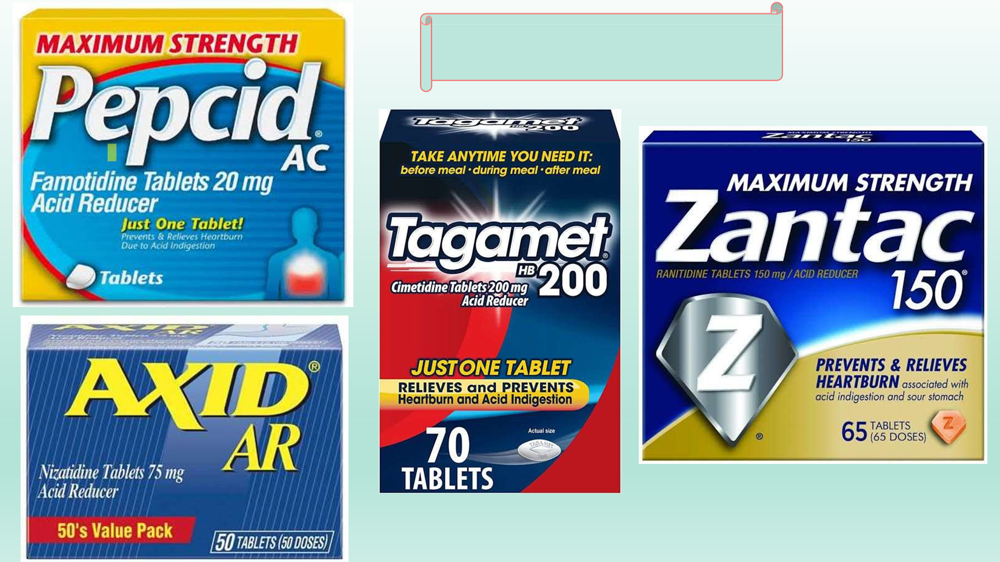 MAXIMUM STRENGTH
Pepcid®
AC
Famotidine Tablets 20 mg
Acid Reducer
Just One Tablet!
Prevents & Relieves Heartburn
Due to Acid Indigestion
Tablets
AXID
AR
AXID®
AR
Nizatidine Tablets 75 mg
Acid Reducer
50's Value Pack
50 TABLETS (50 DOSES)
Tagamet
HB 200
TAKE ANYTIME YOU NEED IT:
before meal • during meal • after meal
Tagamet®
HB 200
Cimetidine Tablets 200 mg
Acid Reducer
JUST ONE TABLET
RELIEVES and PREVENTS
Heartburn and Acid Indigestion
70
TABLETS
Actual size
TAGAMET
200
MAXIMUM STRENGTH
Zantac
150
MAXIMUM STRENGTH
Zantac
150®
RANITIDINE TABLETS 150 mg / ACID REDUCER
Z
®
PREVENTS & RELIEVES
HEARTBURN associated with
acid indigestion and sour stomach
65 TABLETS
(65 DOSES)
Z